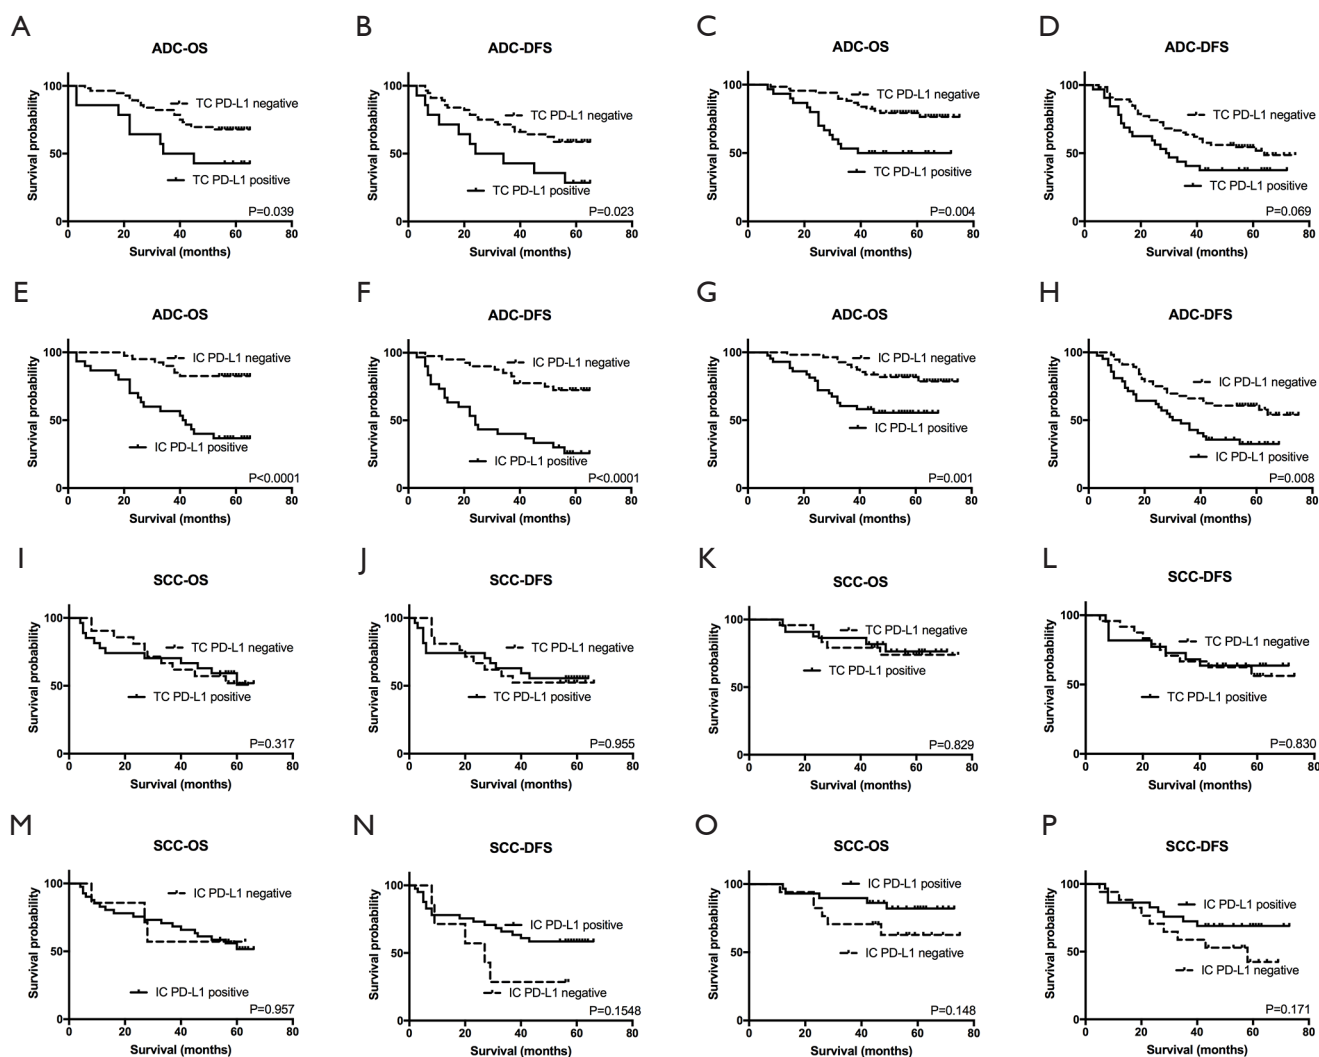 A
ADC-OS
Survival probability
100
50
0
TC PD-L1 negative
TC PD-L1 positive
P=0.039
0 20 40 60 80
Survival (months)
B
ADC-DFS
Survival probability
100
50
0
TC PD-L1 negative
TC PD-L1 positive
P=0.023
0 20 40 60 80
Survival (months)
C
ADC-OS
Survival probability
100
50
0
TC PD-L1 negative
TC PD-L1 positive
P=0.004
0 20 40 60 80
Survival (months)
D
ADC-DFS
Survival probability
100
50
0
TC PD-L1 negative
TC PD-L1 positive
P=0.069
0 20 40 60 80
Survival (months)
E
ADC-OS
Survival probability
100
50
0
IC PD-L1 negative
IC PD-L1 positive
P<0.0001
0 20 40 60 80
Survival (months)
F
ADC-DFS
Survival probability
100
50
0
IC PD-L1 negative
IC PD-L1 positive
P<0.0001
0 20 40 60 80
Survival (months)
G
ADC-OS
Survival probability
100
50
0
IC PD-L1 negative
IC PD-L1 positive
P=0.001
0 20 40 60 80
Survival (months)
H
ADC-DFS
Survival probability
100
50
0
IC PD-L1 negative
IC PD-L1 positive
P=0.008
0 20 40 60 80
Survival (months)
I
SCC-OS
Survival probability
100
50
0
TC PD-L1 negative
TC PD-L1 positive
P=0.317
0 20 40 60 80
Survival (months)
J
SCC-DFS
Survival probability
100
50
0
TC PD-L1 negative
TC PD-L1 positive
P=0.955
0 20 40 60 80
Survival (months)
K
SCC-OS
Survival probability
100
50
0
TC PD-L1 negative
TC PD-L1 positive
P=0.829
0 20 40 60 80
Survival (months)
L
SCC-DFS
Survival probability
100
50
0
TC PD-L1 negative
TC PD-L1 positive
P=0.830
0 20 40 60 80
Survival (months)
M
SCC-OS
Survival probability
100
50
0
IC PD-L1 negative
IC PD-L1 positive
P=0.957
0 20 40 60 80
Survival (months)
N
SCC-DFS
Survival probability
100
50
0
IC PD-L1 positive
IC PD-L1 negative
P=0.1548
0 20 40 60 80
Survival (months)
O
SCC-OS
Survival probability
100
50
0
IC PD-L1 positive
IC PD-L1 negative
P=0.148
0 20 40 60 80
Survival (months)
P
SCC-DFS
Survival probability
100
50
0
IC PD-L1 positive
IC PD-L1 negative
P=0.171
0 20 40 60 80
Survival (months)